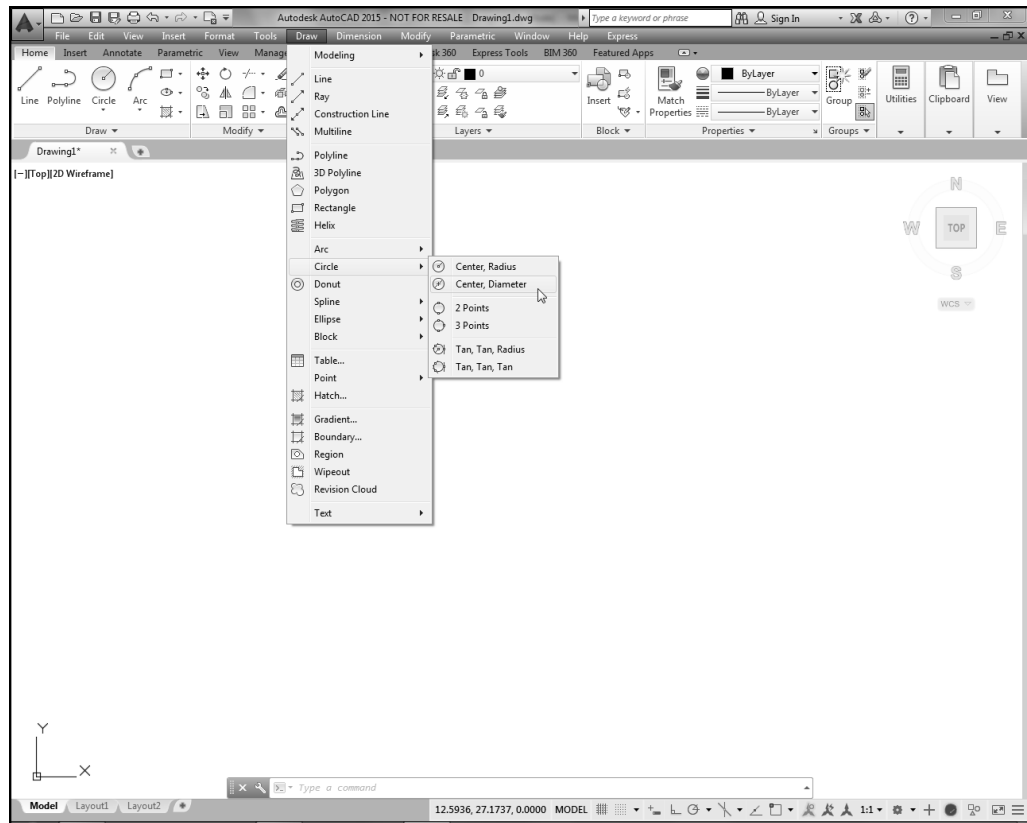 Autodesk AutoCAD 2015 - NOT FOR RESALE Drawing1.dwg
Type a keyword or phrase
Sign In
File Edit View Insert Format Tools Draw Dimension Modify Parametric Window Help Express
Home Insert Annotate Parametric View Manage
360 Express Tools BIM 360 Featured Apps
Line Polyline Circle Arc
0
Insert
Match Properties
ByLayer
ByLayer
ByLayer
Group
Utilities
Clipboard
View
Draw Modify Layers Block Properties Groups
Drawing1*
[−][Top][2D Wireframe]
Modeling
Line
Ray
Construction Line
Multiline
Polyline
3D Polyline
Polygon
Rectangle
Helix
Arc
Circle
Donut
Spline
Ellipse
Block
Table...
Point
Hatch...
Gradient...
Boundary...
Region
Wipeout
Revision Cloud
Text
Center, Radius
Center, Diameter
2 Points
3 Points
Tan, Tan, Radius
Tan, Tan, Tan
N
W TOP E
S
WCS
Y
X
Type a command
Model Layout1 Layout2
12.5936, 27.1737, 0.0000 MODEL 1:1